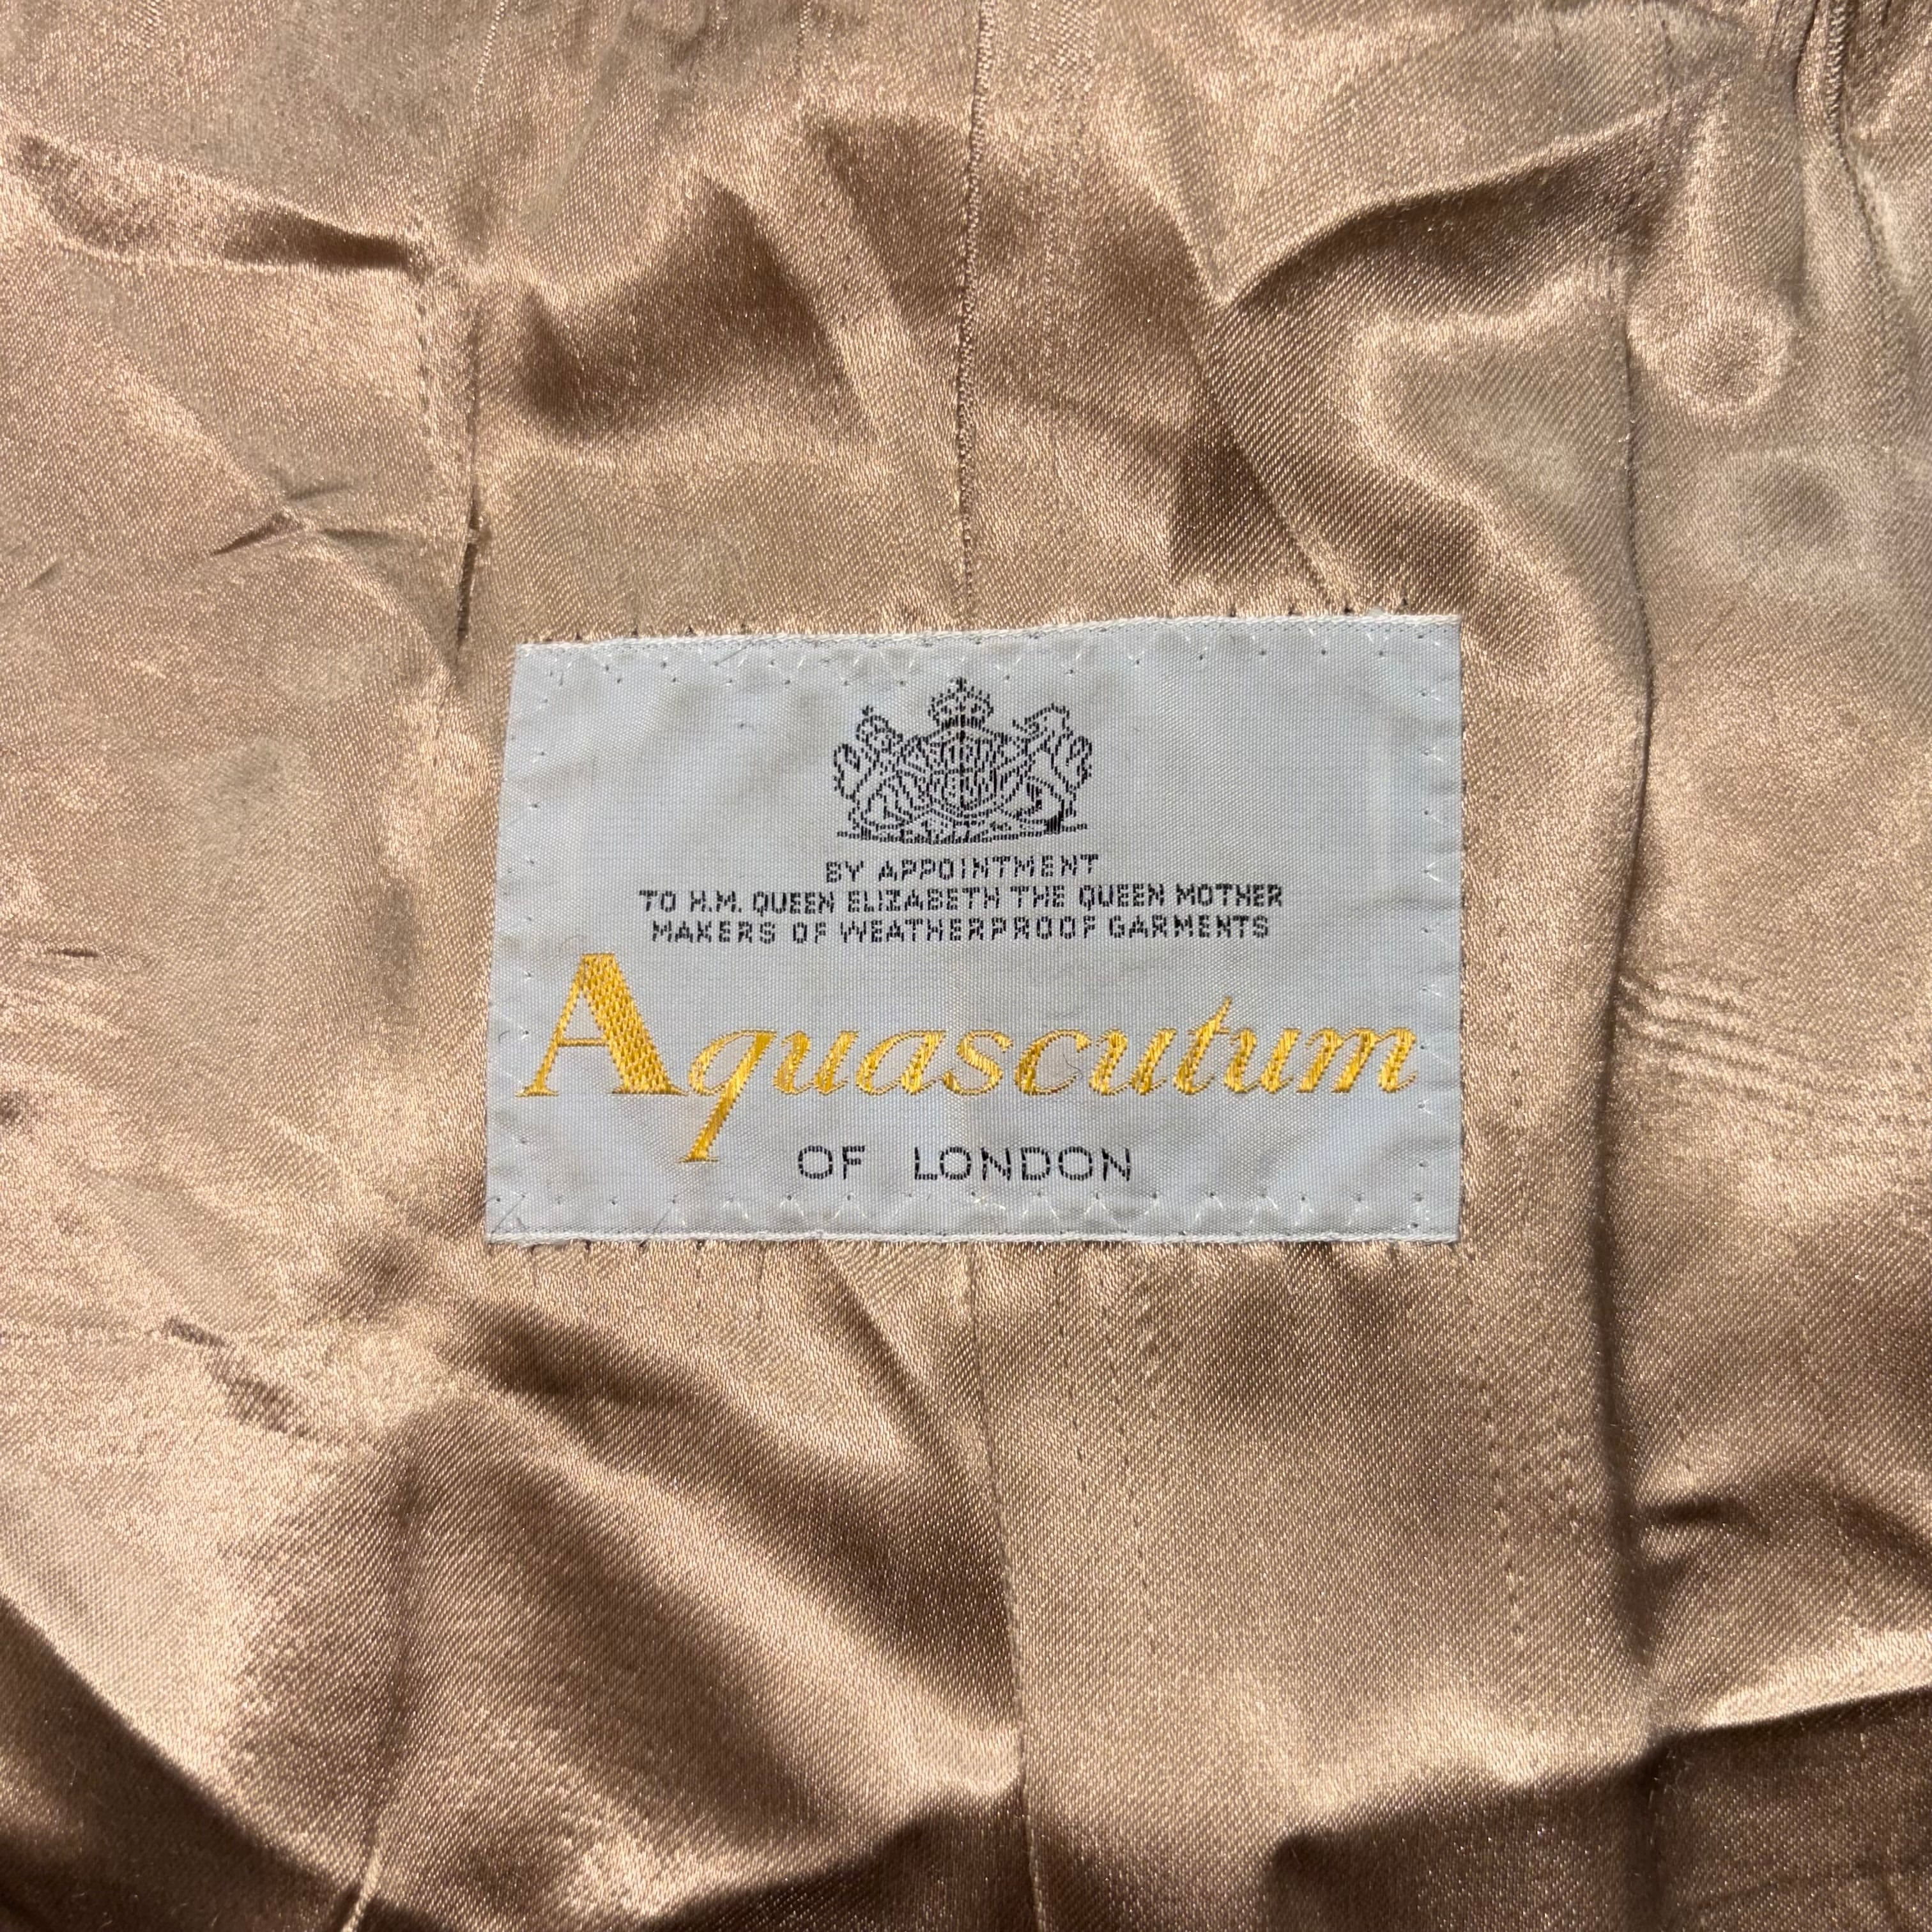 BY APPOINTMENT
TO H.M. QUEEN ELIZABETH THE QUEEN MOTHER
MAKERS OF WEATHERPROOF GARMENTS
Aquascutum
OF LONDON